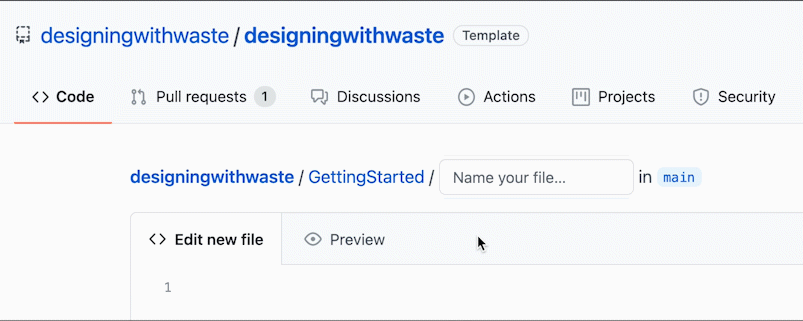 designingwithwaste / designingwithwaste Template
Code Pull requests 1 Discussions Actions Projects Security
designingwithwaste / GettingStarted / Name your file... in main
Edit new file Preview
1